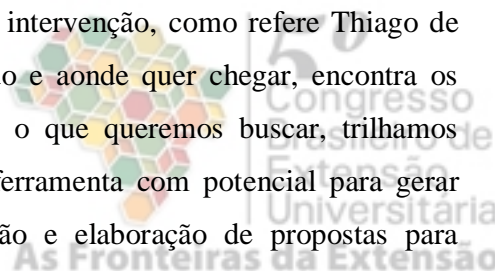 intervenção, como refere Thiago de
o e aonde quer chegar, encontra os
o que queremos buscar, trilhamos
ferramenta com potencial para gerar
ão e elaboração de propostas para
5º
Congresso
Brasileiro de
Extensão
Universitária
As Fronteiras da Extensão